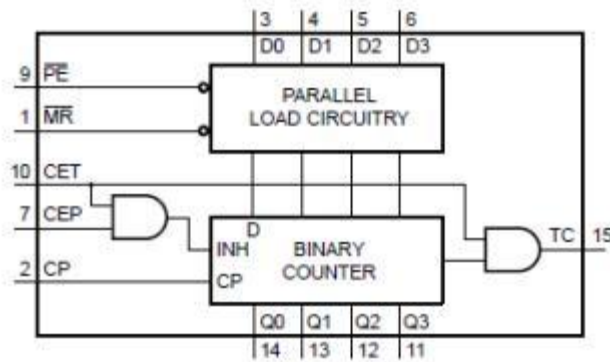 3 4 5 6
D0 D1 D2 D3
9 PE
PARALLEL
LOAD CIRCUITRY
1 MR
10 CET
7 CEP
D
INH
BINARY
COUNTER
TC 15
2 CP
CP
Q0 Q1 Q2 Q3
14 13 12 11